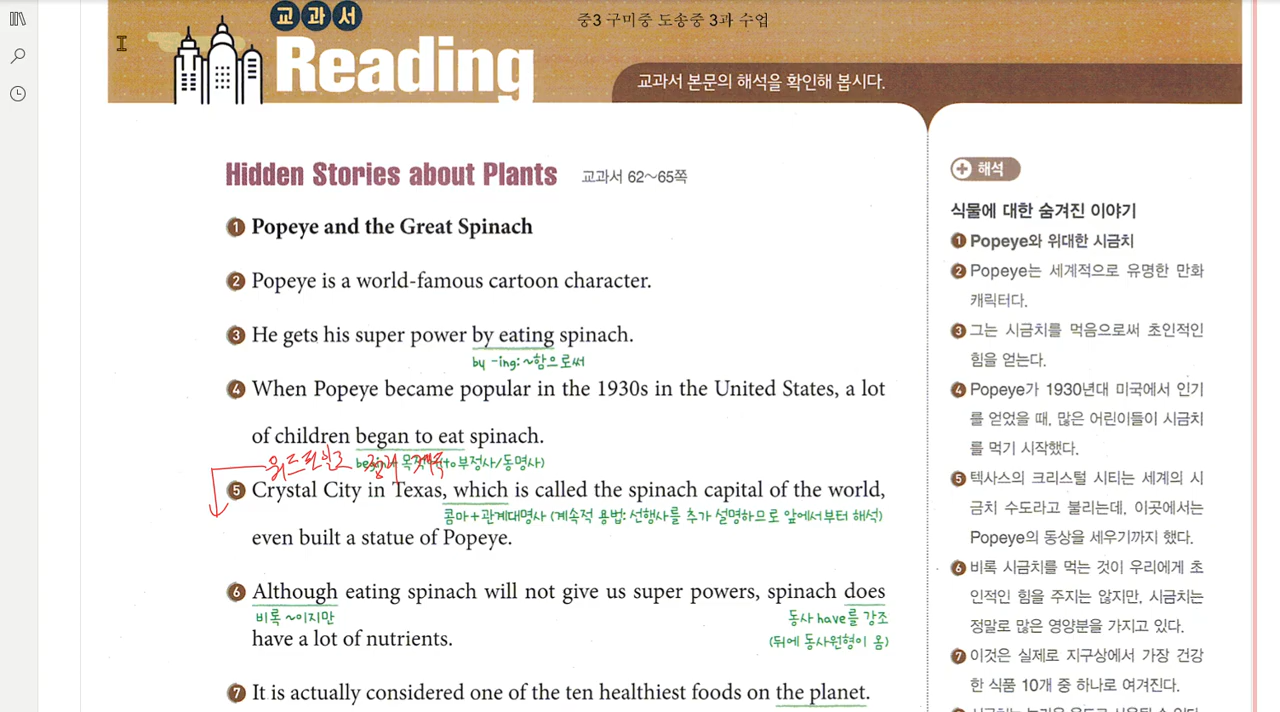 교과서
중3 구미중 도송중 3과 수업
Reading
교과서 본문의 해석을 확인해 봅시다.
Hidden Stories about Plants 교과서 62~65쪽
1 Popeye and the Great Spinach
2 Popeye is a world-famous cartoon character.
3 He gets his super power by eating spinach.
by -ing: ~함으로써
4 When Popeye became popular in the 1930s in the United States, a lot
of children began to eat spinach.
to부정사/동명사)
5 Crystal City in Texas, which is called the spinach capital of the world,
콤마+관계대명사 (계속적 용법: 선행사를 추가 설명하므로 앞에서부터 해석)
even built a statue of Popeye.
6 Although eating spinach will not give us super powers, spinach does
비록 ~이지만 동사 have를 강조
have a lot of nutrients. (뒤에 동사원형이 옴)
7 It is actually considered one of the ten healthiest foods on the planet.
해석
식물에 대한 숨겨진 이야기
1 Popeye와 위대한 시금치
2 Popeye는 세계적으로 유명한 만화
캐릭터다.
3 그는 시금치를 먹음으로써 초인적인
힘을 얻는다.
4 Popeye가 1930년대 미국에서 인기
를 얻었을 때, 많은 어린이들이 시금치
를 먹기 시작했다.
5 텍사스의 크리스털 시티는 세계의 시
금치 수도라고 불리는데, 이곳에서는
Popeye의 동상을 세우기까지 했다.
6 비록 시금치를 먹는 것이 우리에게 초
인적인 힘을 주지는 않지만, 시금치는
정말로 많은 영양분을 가지고 있다.
7 이것은 실제로 지구상에서 가장 건강
한 식품 10개 중 하나로 여겨진다.